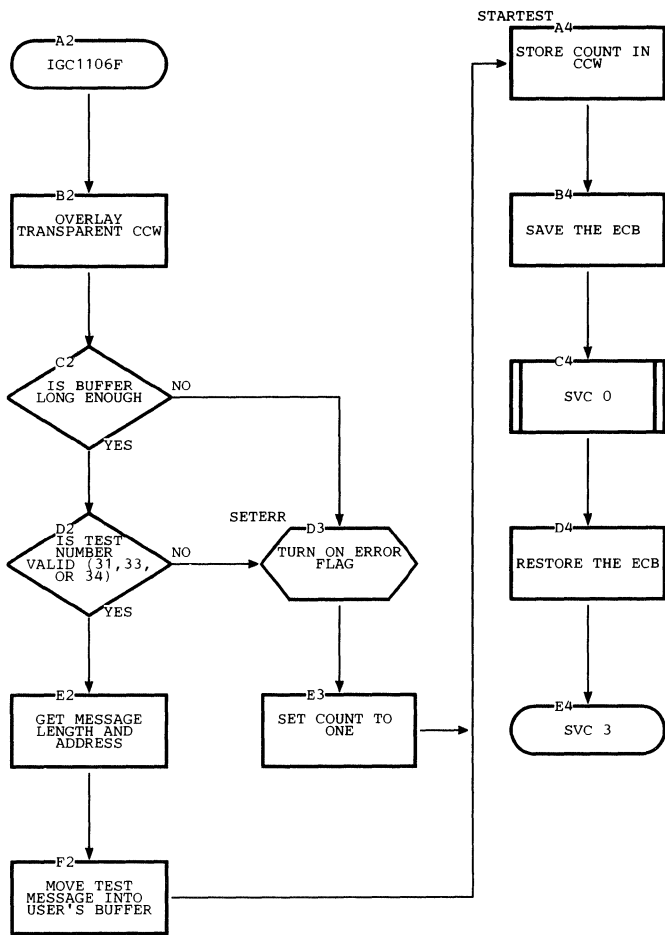 A2
IGC1106F
B2
OVERLAY
TRANSPARENT CCW
C2
IS BUFFER
LONG ENOUGH
NO
YES
D2
IS TEST
NUMBER
VALID (31,33,
OR 34)
NO
YES
E2
GET MESSAGE
LENGTH AND
ADDRESS
F2
MOVE TEST
MESSAGE INTO
USER'S BUFFER
SETERR
D3
TURN ON ERROR
FLAG
E3
SET COUNT TO
ONE
STARTEST
A4
STORE COUNT IN
CCW
B4
SAVE THE ECB
C4
SVC 0
D4
RESTORE THE ECB
E4
SVC 3